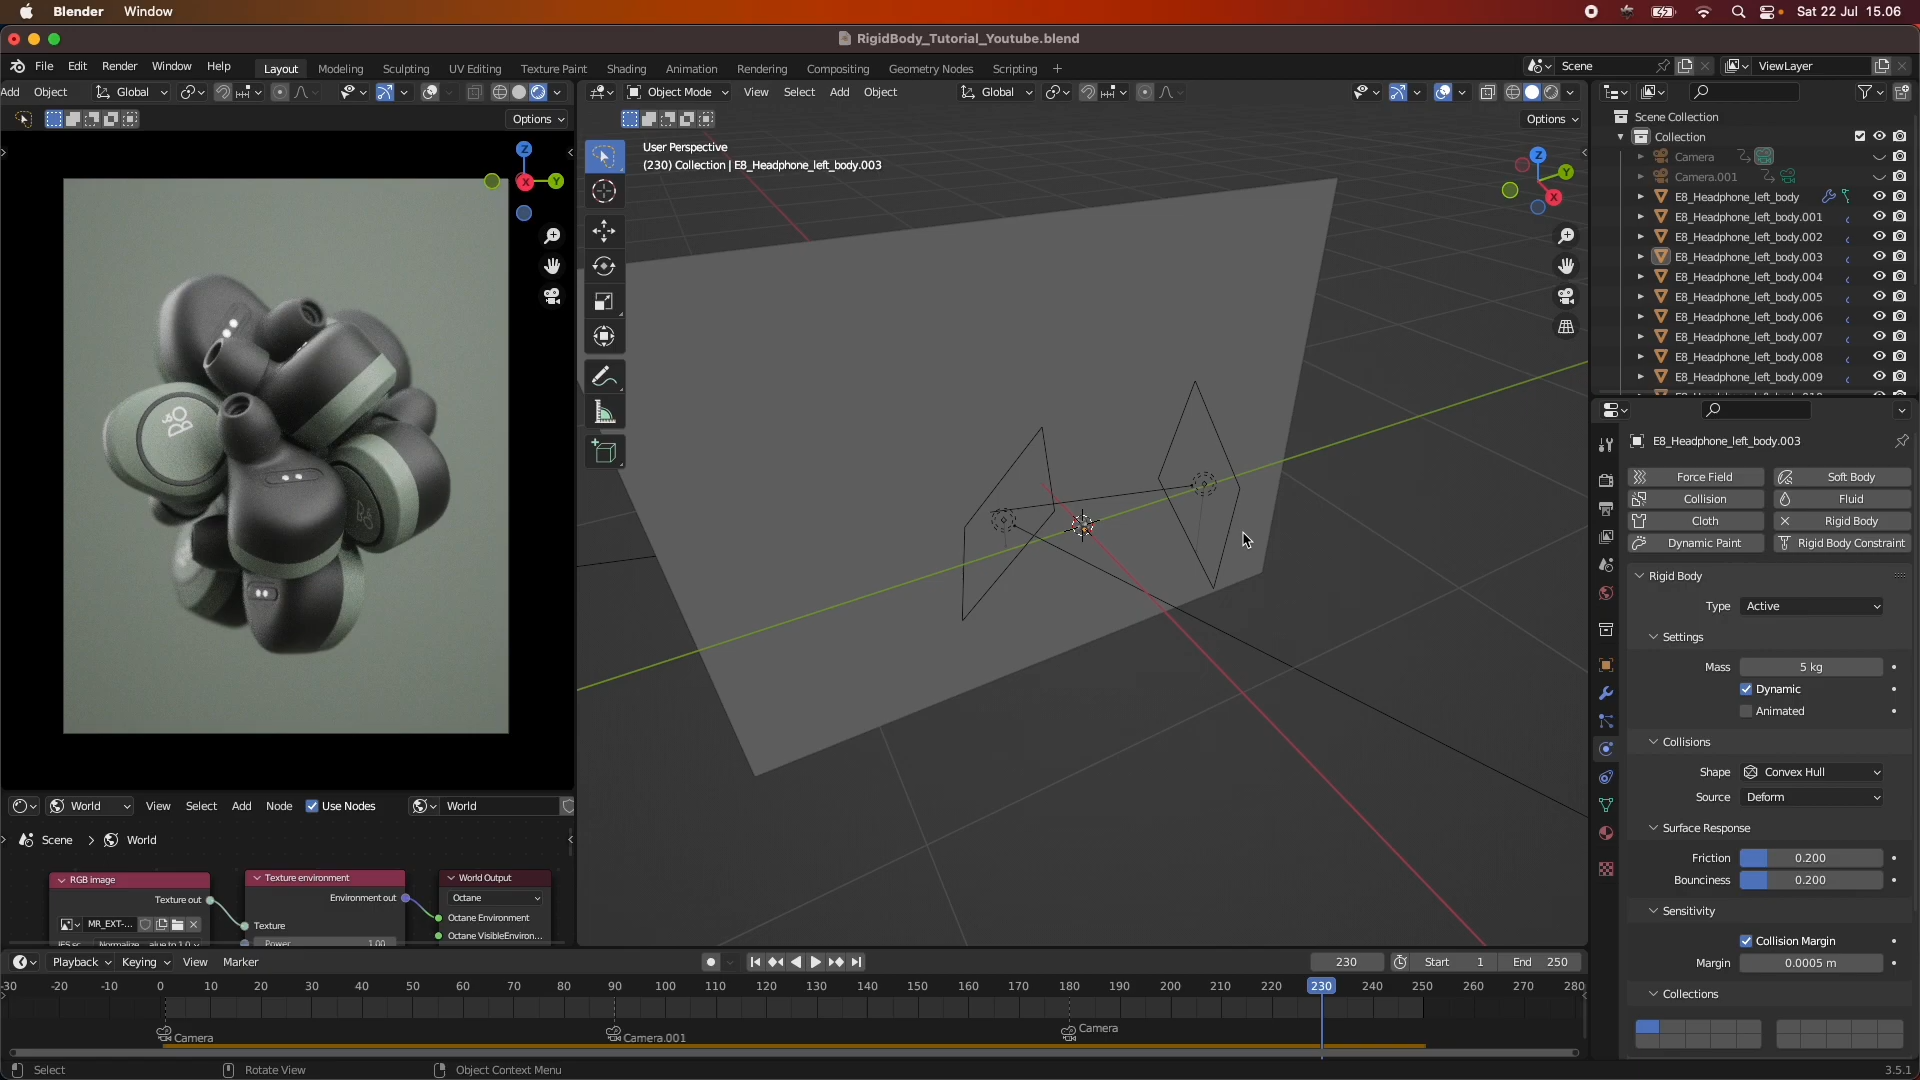 Blender Window
Sat 22 Jul 15.06
RigidBody_Tutorial_Youtube.blend
File Edit Render Window Help
Layout Modeling Sculpting UV Editing Texture Paint Shading Animation Rendering Compositing Geometry Nodes Scripting +
Scene
ViewLayer
Add Object Global
Object Mode View Select Add Object Global
Options
Options
User Perspective
(230) Collection | E8_Headphone_left_body.003
Z
Y
X
Z
Y
X
Scene Collection
Collection
Camera
Camera.001
E8_Headphone_left_body
E8_Headphone_left_body.001
E8_Headphone_left_body.002
E8_Headphone_left_body.003
E8_Headphone_left_body.004
E8_Headphone_left_body.005
E8_Headphone_left_body.006
E8_Headphone_left_body.007
E8_Headphone_left_body.008
E8_Headphone_left_body.009
E8_Headphone_left_body.003
Force Field Soft Body
Collision Fluid
Cloth Rigid Body
Dynamic Paint Rigid Body Constraint
Rigid Body
Type Active
Settings
Mass 5 kg
Dynamic
Animated
Collisions
Shape Convex Hull
Source Deform
Surface Response
Friction 0.200
Bounciness 0.200
Sensitivity
Collision Margin
Margin 0.0005 m
Collections
World View Select Add Node Use Nodes World
Scene > World
RGB image
Texture out
MR_EXT-...
Texture environment
Environment out
Texture
Power 1.00
World Output
Octane
Octane Environment
Octane VisibleEnviron...
Playback Keying View Marker
230 Start 1 End 250
-30 -20 -10 0 10 20 30 40 50 60 70 80 90 100 110 120 130 140 150 160 170 180 190 200 210 220 230 240 250 260 270 280
Camera
Camera.001
Camera
Select Rotate View Object Context Menu
3.5.1